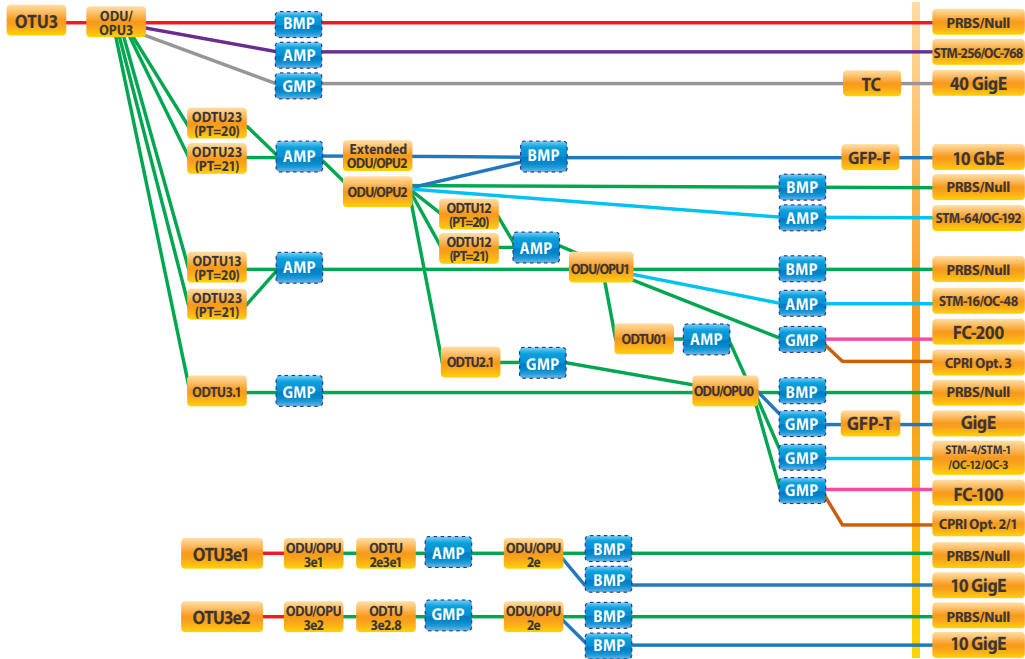 OTU3
ODU/
OPU3
BMP
PRBS/Null
AMP
STM-256/OC-768
GMP
TC
40 GigE
ODTU23
(PT=20)
ODTU23
(PT=21)
AMP
Extended
ODU/OPU2
BMP
GFP-F
10 GbE
ODU/OPU2
BMP
PRBS/Null
ODTU12
(PT=20)
AMP
STM-64/OC-192
ODTU12
(PT=21)
AMP
ODTU13
(PT=20)
AMP
ODU/OPU1
BMP
PRBS/Null
ODTU23
(PT=21)
AMP
STM-16/OC-48
ODTU01
AMP
GMP
FC-200
CPRI Opt. 3
ODTU2.1
GMP
ODTU3.1
GMP
ODU/OPU0
BMP
PRBS/Null
GMP
GFP-T
GigE
GMP
STM-4/STM-1
/OC-12/OC-3
GMP
FC-100
CPRI Opt. 2/1
OTU3e1
ODU/OPU
3e1
ODTU
2e3e1
AMP
ODU/OPU
2e
BMP
PRBS/Null
BMP
10 GigE
OTU3e2
ODU/OPU
3e2
ODTU
3e2.8
GMP
ODU/OPU
2e
BMP
PRBS/Null
BMP
10 GigE